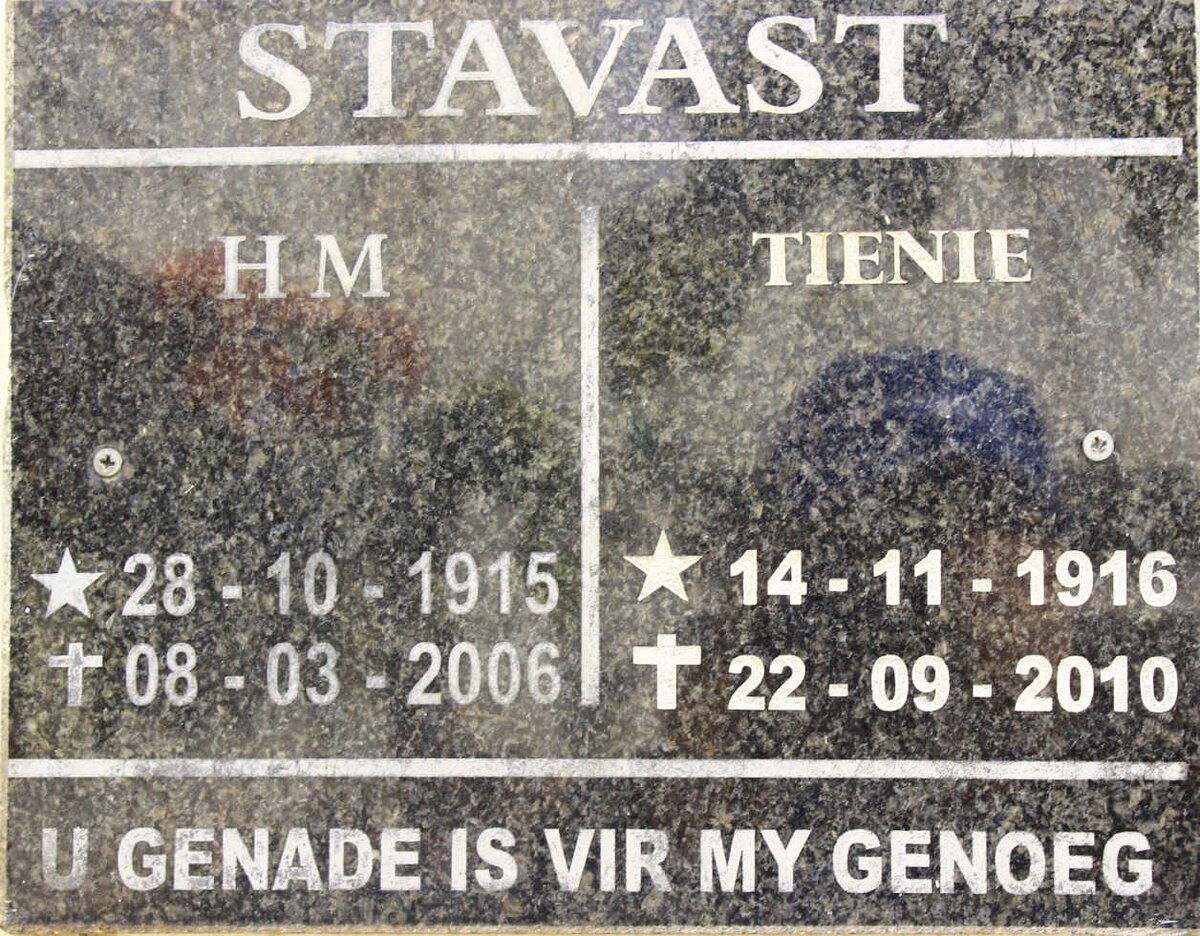 STAVAST
H M
★ 28 - 10 - 1915
✝ 08 - 03 - 2006
TIENIE
★ 14 - 11 - 1916
✝ 22 - 09 - 2010
U GENADE IS VIR MY GENOEG